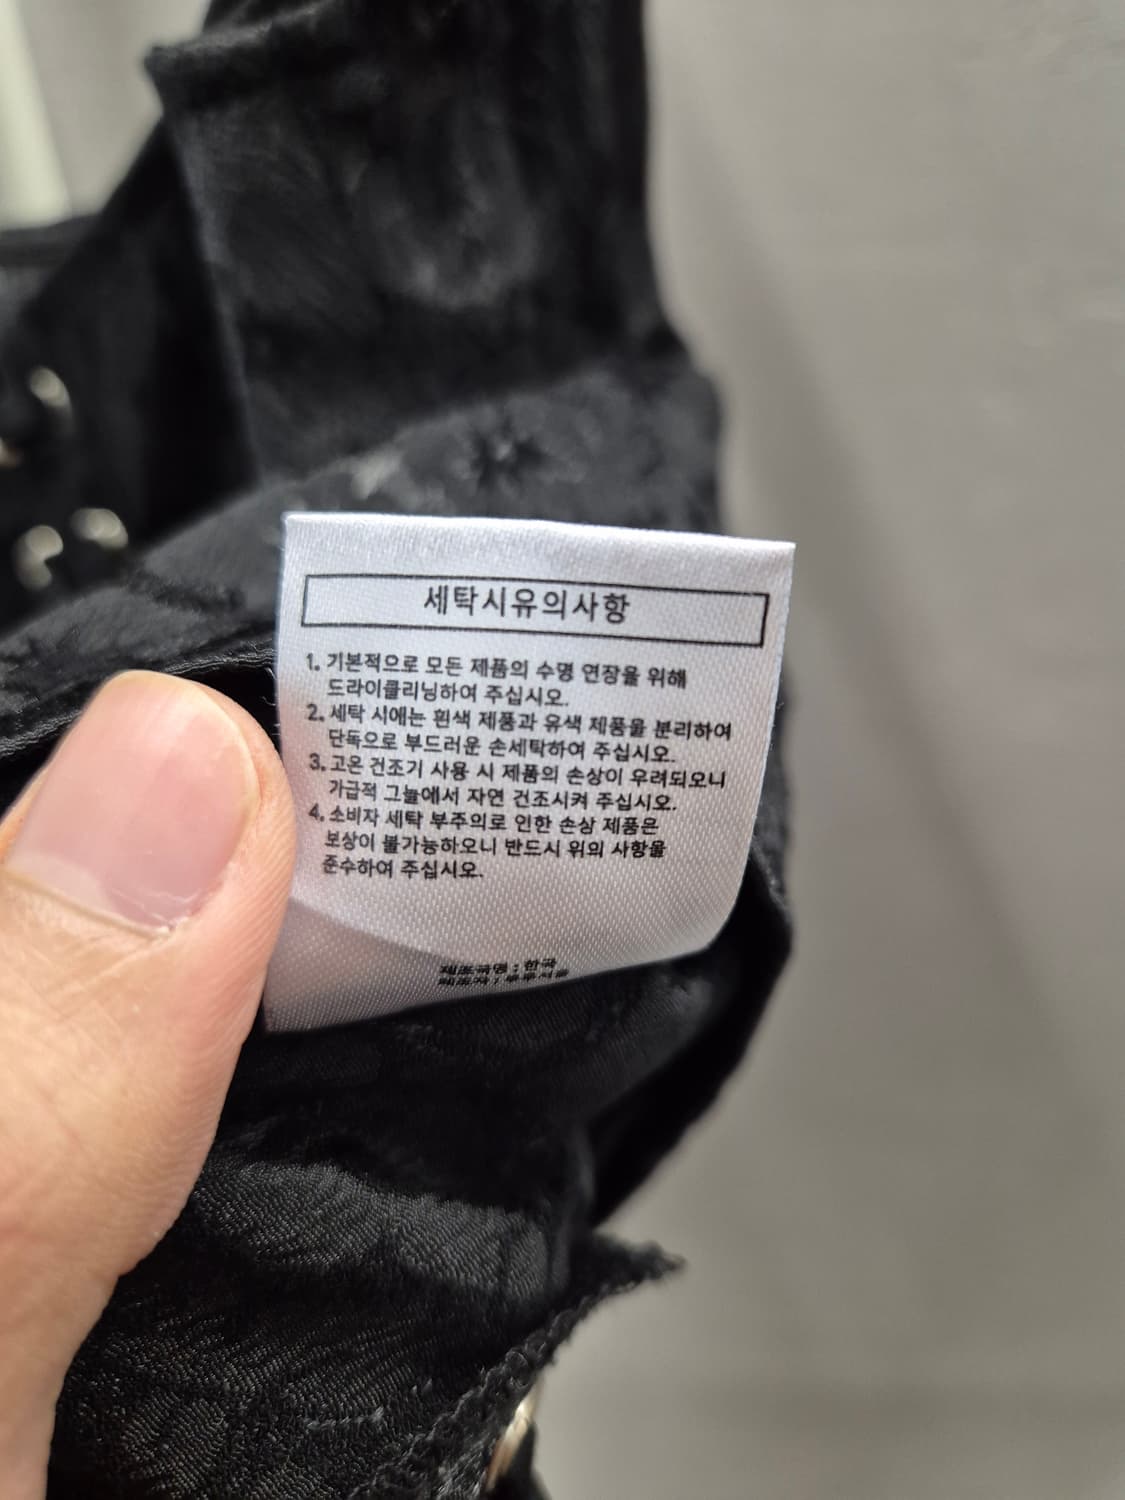 세탁시유의사항
1. 기본적으로 모든 제품의 수명 연장을 위해
드라이클리닝하여 주십시오.
2. 세탁 시에는 흰색 제품과 유색 제품을 분리하여
단독으로 부드러운 손세탁하여 주십시오.
3. 고온 건조기 사용 시 제품의 손상이 우려되오니
가급적 그늘에서 자연 건조시켜 주십시오.
4. 소비자 세탁 부주의로 인한 손상 제품은
보상이 불가능하오니 반드시 위의 사항을
준수하여 주십시오.
제조국명 : 한국